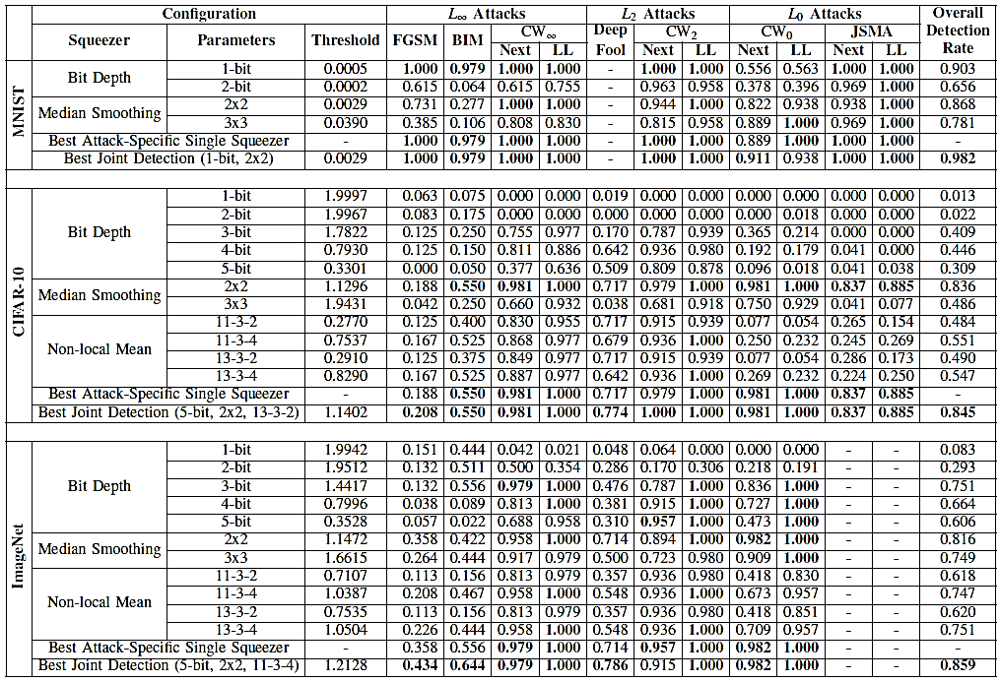 Configuration L∞ Attacks L2 Attacks L0 Attacks Overall Detection Rate
Squeezer Parameters Threshold FGSM BIM CW∞ Deep Fool CW2 CW0 JSMA
Next LL Next LL Next LL Next LL
MNIST
Bit Depth 1-bit 0.0005 1.000 0.979 1.000 1.000 - 1.000 1.000 0.556 0.563 1.000 1.000 0.903
2-bit 0.0002 0.615 0.064 0.615 0.755 - 0.963 0.958 0.378 0.396 0.969 1.000 0.656
Median Smoothing 2x2 0.0029 0.731 0.277 1.000 1.000 - 0.944 1.000 0.822 0.938 0.938 1.000 0.868
3x3 0.0390 0.385 0.106 0.808 0.830 - 0.815 0.958 0.889 1.000 0.969 1.000 0.781
Best Attack-Specific Single Squeezer - 1.000 0.979 1.000 1.000 - 1.000 1.000 0.889 1.000 1.000 1.000 -
Best Joint Detection (1-bit, 2x2) 0.0029 1.000 0.979 1.000 1.000 - 1.000 1.000 0.911 0.938 1.000 1.000 0.982
CIFAR-10
Bit Depth 1-bit 1.9997 0.063 0.075 0.000 0.000 0.019 0.000 0.000 0.000 0.000 0.000 0.000 0.013
2-bit 1.9967 0.083 0.175 0.000 0.000 0.000 0.000 0.000 0.000 0.018 0.000 0.000 0.022
3-bit 1.7822 0.125 0.250 0.755 0.977 0.170 0.787 0.939 0.365 0.214 0.000 0.000 0.409
4-bit 0.7930 0.125 0.150 0.811 0.886 0.642 0.936 0.980 0.192 0.179 0.041 0.000 0.446
5-bit 0.3301 0.000 0.050 0.377 0.636 0.509 0.809 0.878 0.096 0.018 0.041 0.038 0.309
Median Smoothing 2x2 1.1296 0.188 0.550 0.981 1.000 0.717 0.979 1.000 0.981 1.000 0.837 0.885 0.836
3x3 1.9431 0.042 0.250 0.660 0.932 0.038 0.681 0.918 0.750 0.929 0.041 0.077 0.486
Non-local Mean 11-3-2 0.2770 0.125 0.400 0.830 0.955 0.717 0.915 0.939 0.077 0.054 0.265 0.154 0.484
11-3-4 0.7537 0.167 0.525 0.868 0.977 0.679 0.936 1.000 0.250 0.232 0.245 0.269 0.551
13-3-2 0.2910 0.125 0.375 0.849 0.977 0.717 0.915 0.939 0.077 0.054 0.286 0.173 0.490
13-3-4 0.8290 0.167 0.525 0.887 0.977 0.642 0.936 1.000 0.269 0.232 0.224 0.250 0.547
Best Attack-Specific Single Squeezer - 0.188 0.550 0.981 1.000 0.717 0.979 1.000 0.981 1.000 0.837 0.885 -
Best Joint Detection (5-bit, 2x2, 13-3-2) 1.1402 0.208 0.550 0.981 1.000 0.774 1.000 1.000 0.981 1.000 0.837 0.885 0.845
ImageNet
Bit Depth 1-bit 1.9942 0.151 0.444 0.042 0.021 0.048 0.064 0.000 0.000 0.000 - - 0.083
2-bit 1.9512 0.132 0.511 0.500 0.354 0.286 0.170 0.306 0.218 0.191 - - 0.293
3-bit 1.4417 0.132 0.556 0.979 1.000 0.476 0.787 1.000 0.836 1.000 - - 0.751
4-bit 0.7996 0.038 0.089 0.813 1.000 0.381 0.915 1.000 0.727 1.000 - - 0.664
5-bit 0.3528 0.057 0.022 0.688 0.958 0.310 0.957 1.000 0.473 1.000 - - 0.606
Median Smoothing 2x2 1.1472 0.358 0.422 0.958 1.000 0.714 0.894 1.000 0.982 1.000 - - 0.816
3x3 1.6615 0.264 0.444 0.917 0.979 0.500 0.723 0.980 0.909 1.000 - - 0.749
Non-local Mean 11-3-2 0.7107 0.113 0.156 0.813 0.979 0.357 0.936 0.980 0.418 0.830 - - 0.618
11-3-4 1.0387 0.208 0.467 0.958 1.000 0.548 0.936 1.000 0.673 0.957 - - 0.747
13-3-2 0.7535 0.113 0.156 0.813 0.979 0.357 0.936 0.980 0.418 0.851 - - 0.620
13-3-4 1.0504 0.226 0.444 0.958 1.000 0.548 0.936 1.000 0.709 0.957 - - 0.751
Best Attack-Specific Single Squeezer - 0.358 0.556 0.979 1.000 0.714 0.957 1.000 0.982 1.000 - - -
Best Joint Detection (5-bit, 2x2, 11-3-4) 1.2128 0.434 0.644 0.979 1.000 0.786 0.915 1.000 0.982 1.000 - - 0.859